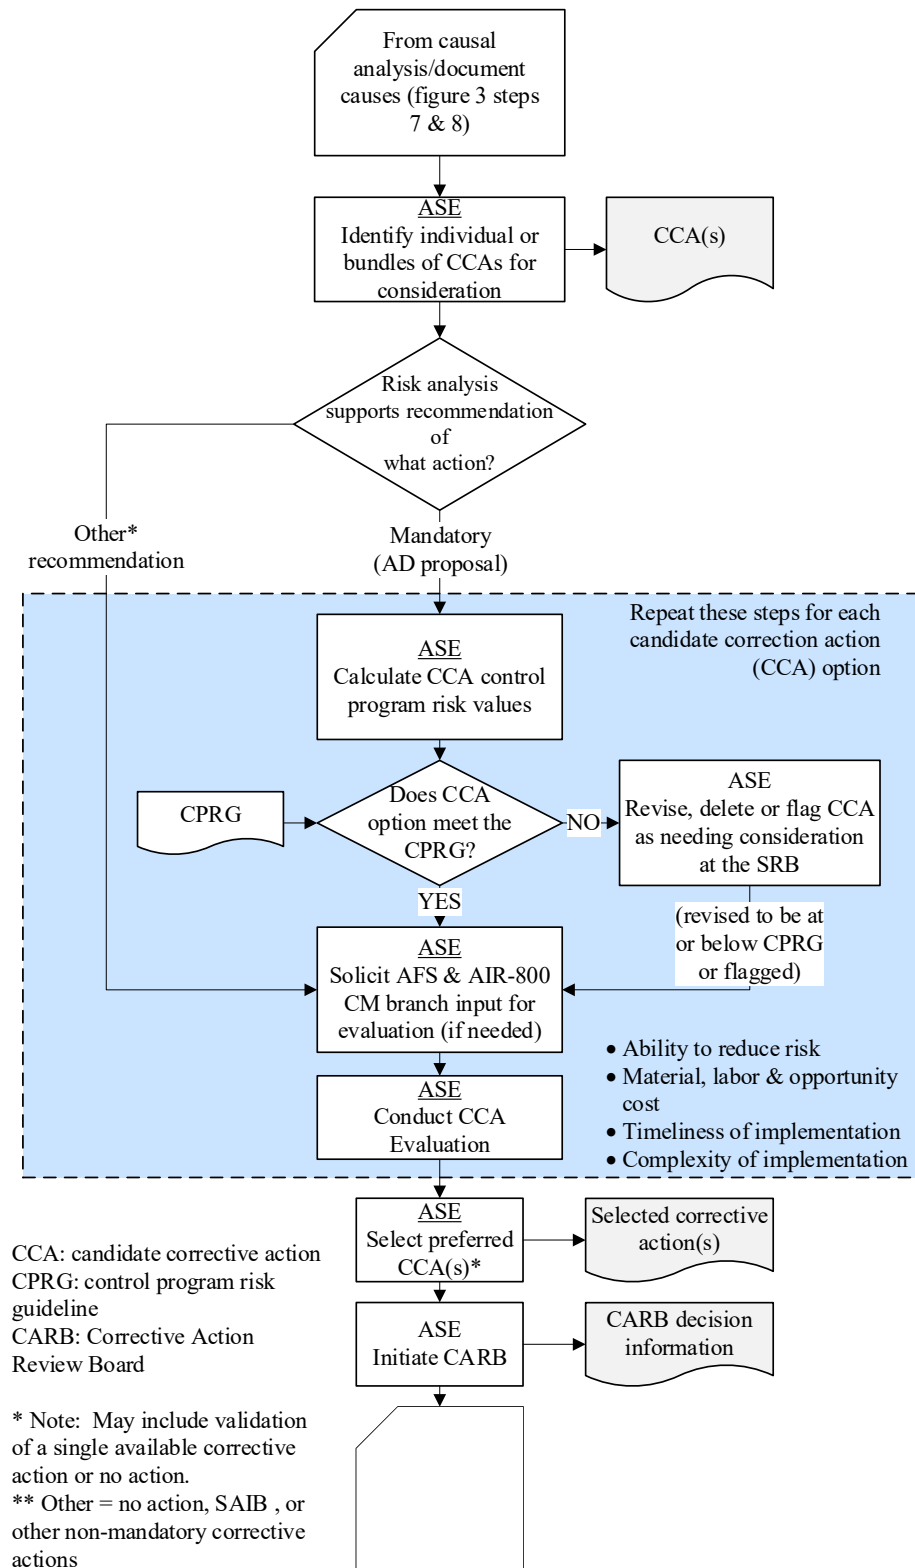 From causal
analysis/document
causes (figure 3 steps
7 & 8)
ASE
Identify individual or
bundles of CCAs for
consideration
CCA(s)
Risk analysis
supports recommendation
of
what action?
Other*
recommendation
Mandatory
(AD proposal)
Repeat these steps for each
candidate correction action
(CCA) option
ASE
Calculate CCA control
program risk values
CPRG
Does CCA
option meet the
CPRG?
NO
ASE
Revise, delete or flag CCA
as needing consideration
at the SRB
YES
(revised to be at
or below CPRG
or flagged)
ASE
Solicit AFS & AIR-800
CM branch input for
evaluation (if needed)
• Ability to reduce risk
• Material, labor & opportunity
cost
• Timeliness of implementation
• Complexity of implementation
ASE
Conduct CCA
Evaluation
ASE
Select preferred
CCA(s)*
Selected corrective
action(s)
ASE
Initiate CARB
CARB decision
information
CCA: candidate corrective action
CPRG: control program risk
guideline
CARB: Corrective Action
Review Board
* Note:  May include validation
of a single available corrective
action or no action.
** Other = no action, SAIB , or
other non-mandatory corrective
actions